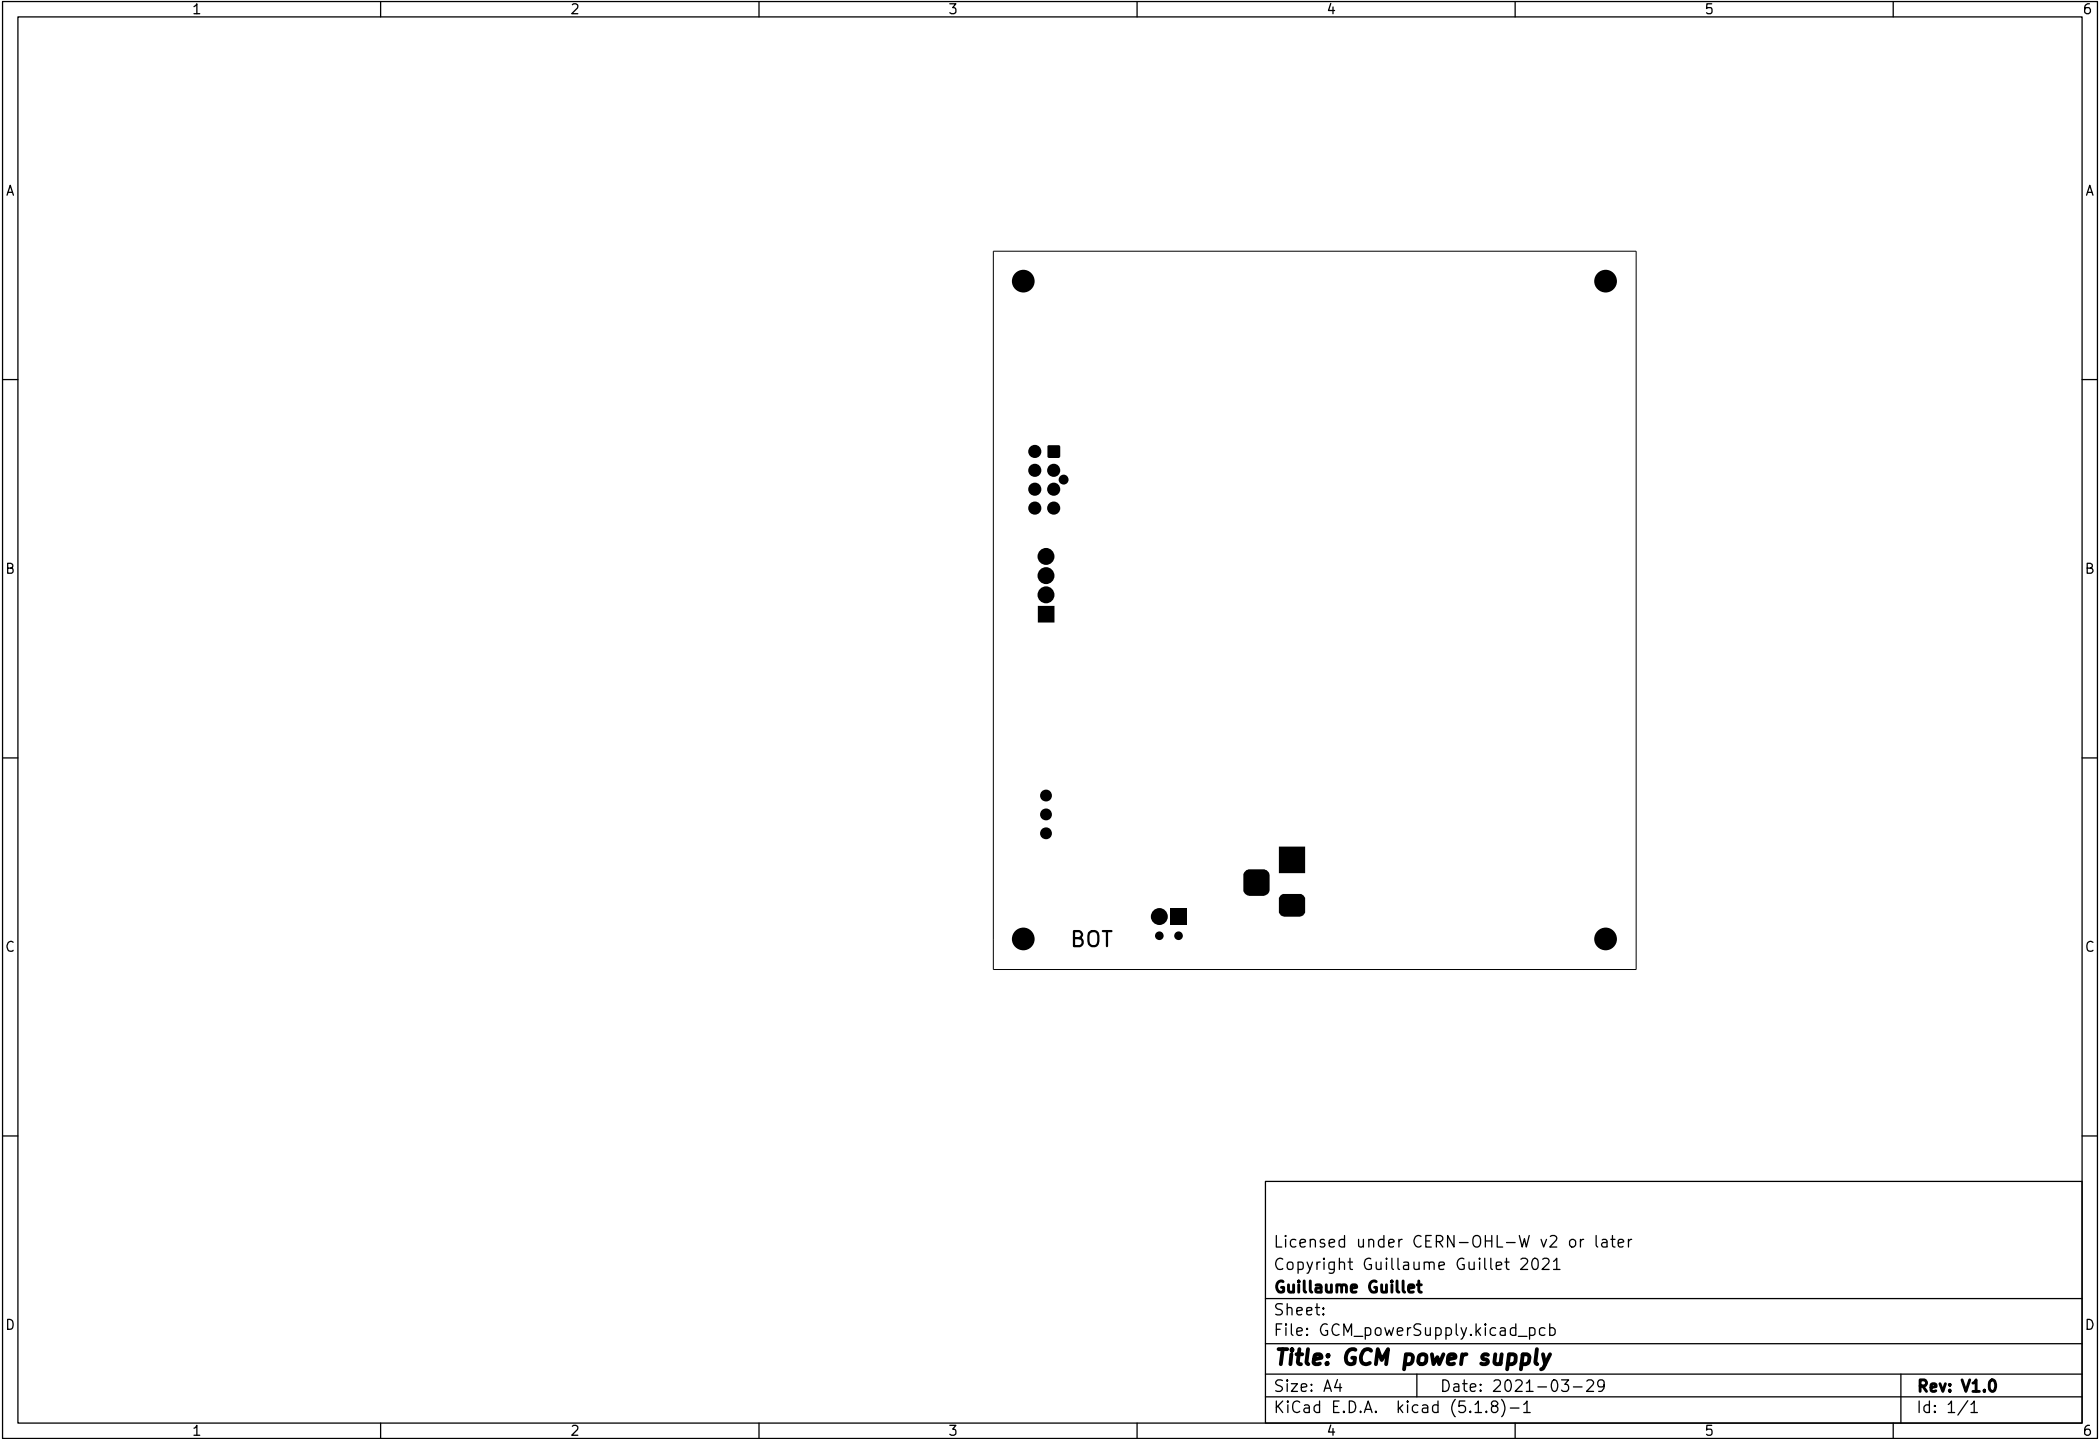 1 2 3 4 5 6
A A
B B
BOT
C C
Licensed under CERN-OHL-W v2 or later
Copyright Guillaume Guillet 2021
Guillaume Guillet
Sheet:
File: GCM_powerSupply.kicad_pcb
D D
Title: GCM power supply
Size: A4 Date: 2021-03-29 Rev: V1.0
KiCad E.D.A. kicad (5.1.8)-1 Id: 1/1
1 2 3 4 5 6